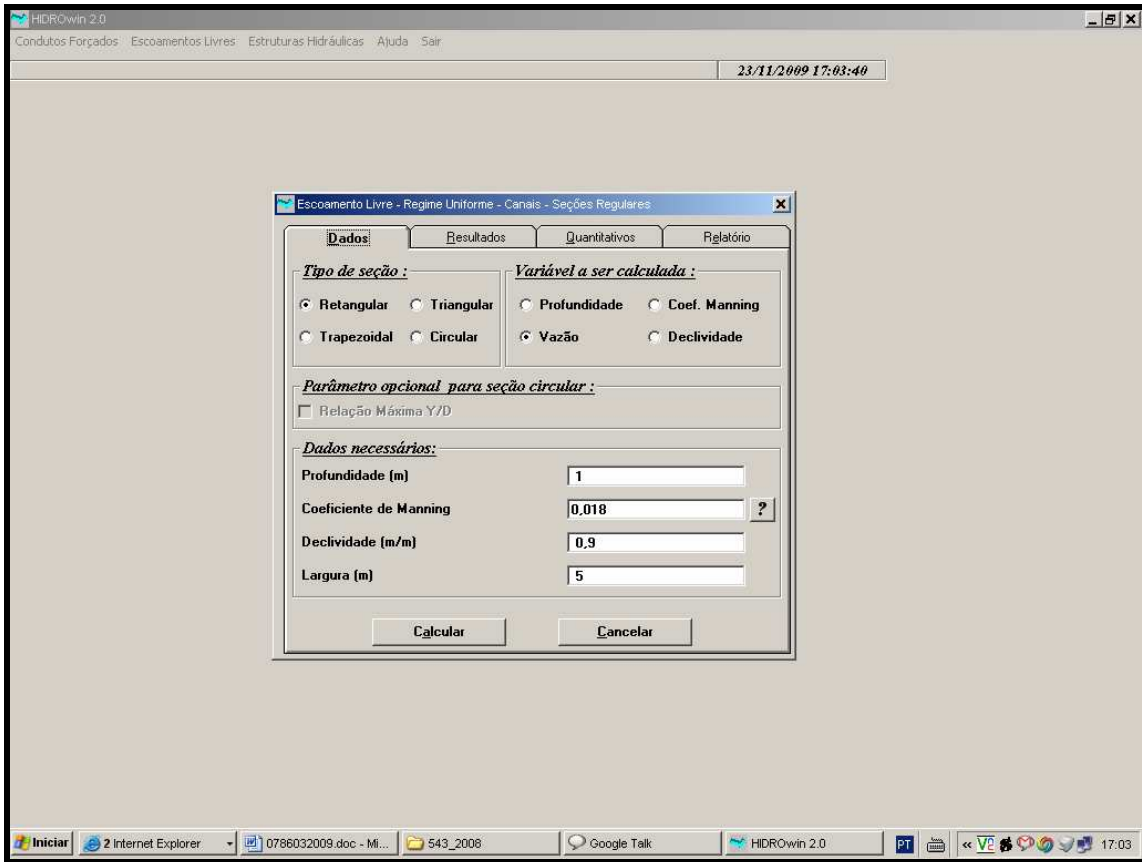 HIDROwin 2.0
Condutos Forçados Escoamentos Livres Estruturas Hidráulicas Ajuda Sair
23/11/2009 17:03:40
Escoamento Livre - Regime Uniforme - Canais - Seções Regulares
Dados Resultados Quantitativos Relatório
Tipo de seção : Variável a ser calculada :
Retangular Triangular Profundidade Coef. Manning
Trapezoidal Circular Vazão Declividade
Parâmetro opcional para seção circular :
Relação Máxima Y/D
Dados necessários:
Profundidade (m) 1
Coeficiente de Manning 0,018 ?
Declividade (m/m) 0,9
Largura (m) 5
Calcular Cancelar
Iniciar 2 Internet Explorer 0786032009.doc - Mi... 543_2008 Google Talk HIDROwin 2.0 PT « V2 17:03